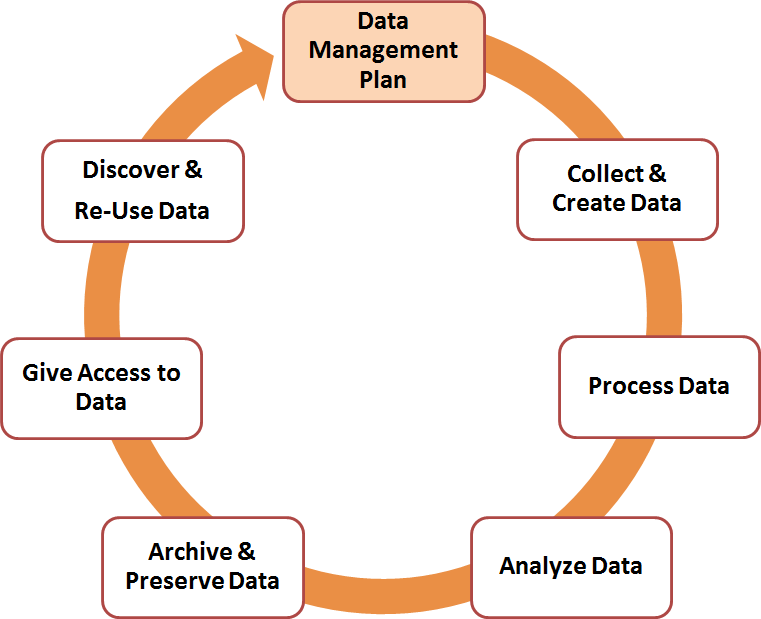 Data
Management
Plan
Collect &
Create Data
Process Data
Analyze Data
Archive &
Preserve Data
Give Access to
Data
Discover &
Re-Use Data